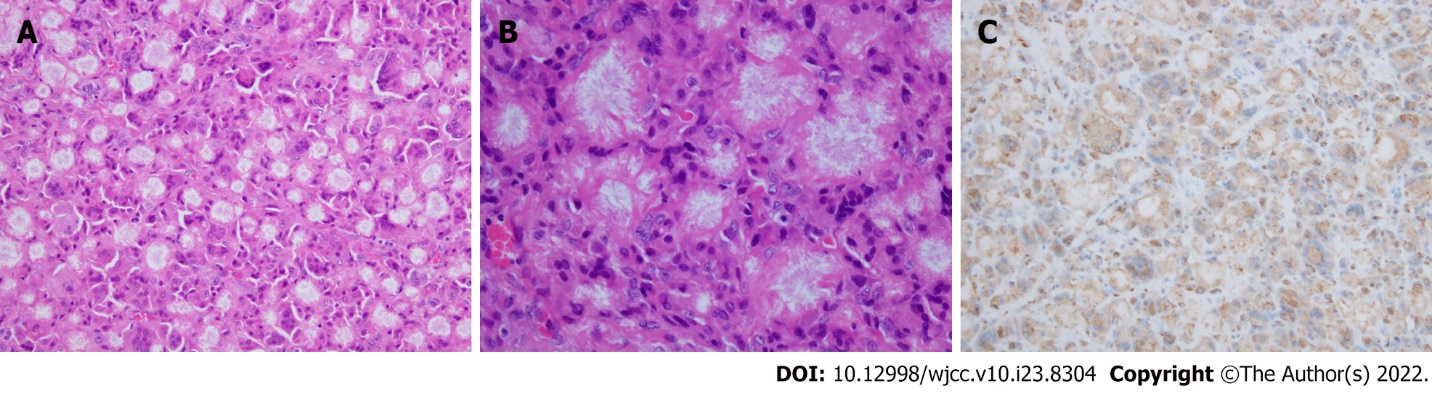 A
B
C
DOI: 10.12998/wjcc.v10.i23.8304 Copyright ©The Author(s) 2022.